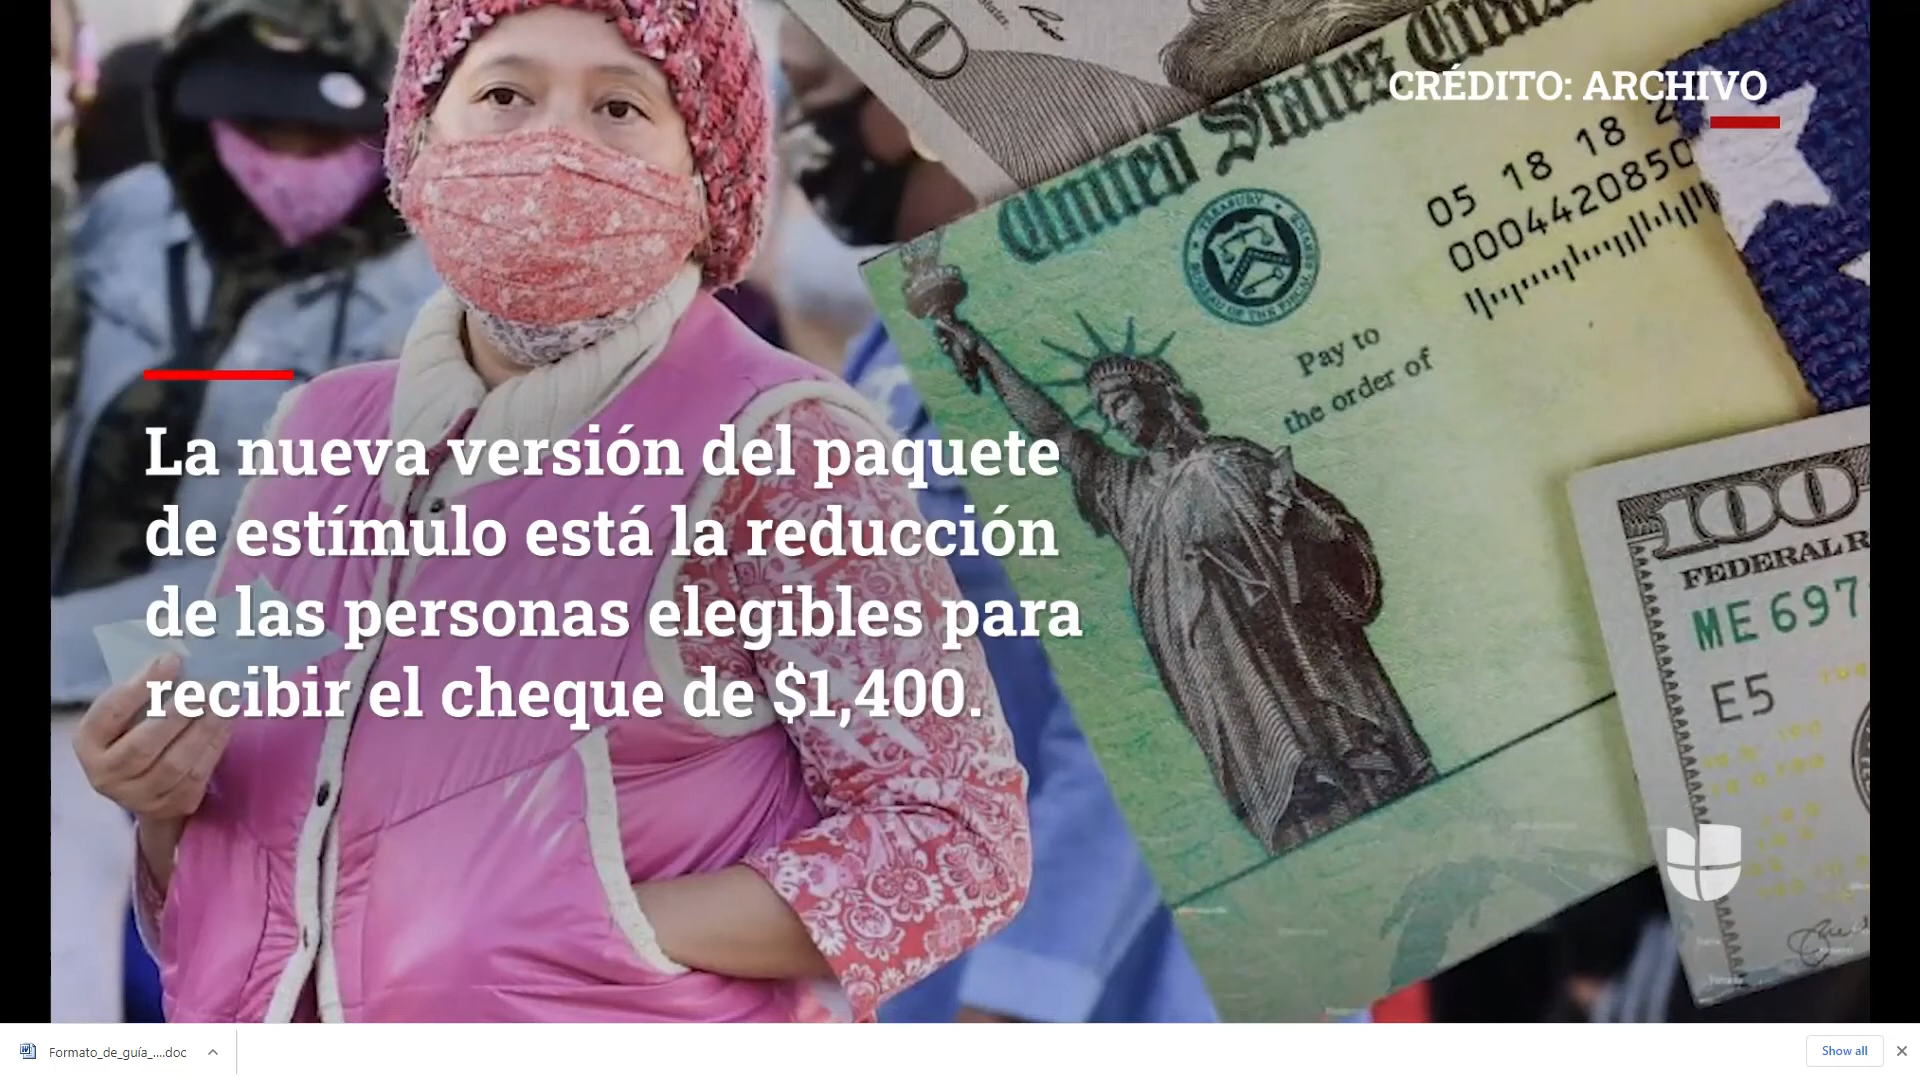 CRÉDITO: ARCHIVO
United States
05 18 18 2
0004420850
Pay to
the order of
La nueva versión del paquete
de estímulo está la reducción
de las personas elegibles para
recibir el cheque de $1,400.
100
FEDERAL R
ME 697
E5
Formato_de_guía_....doc
Show all